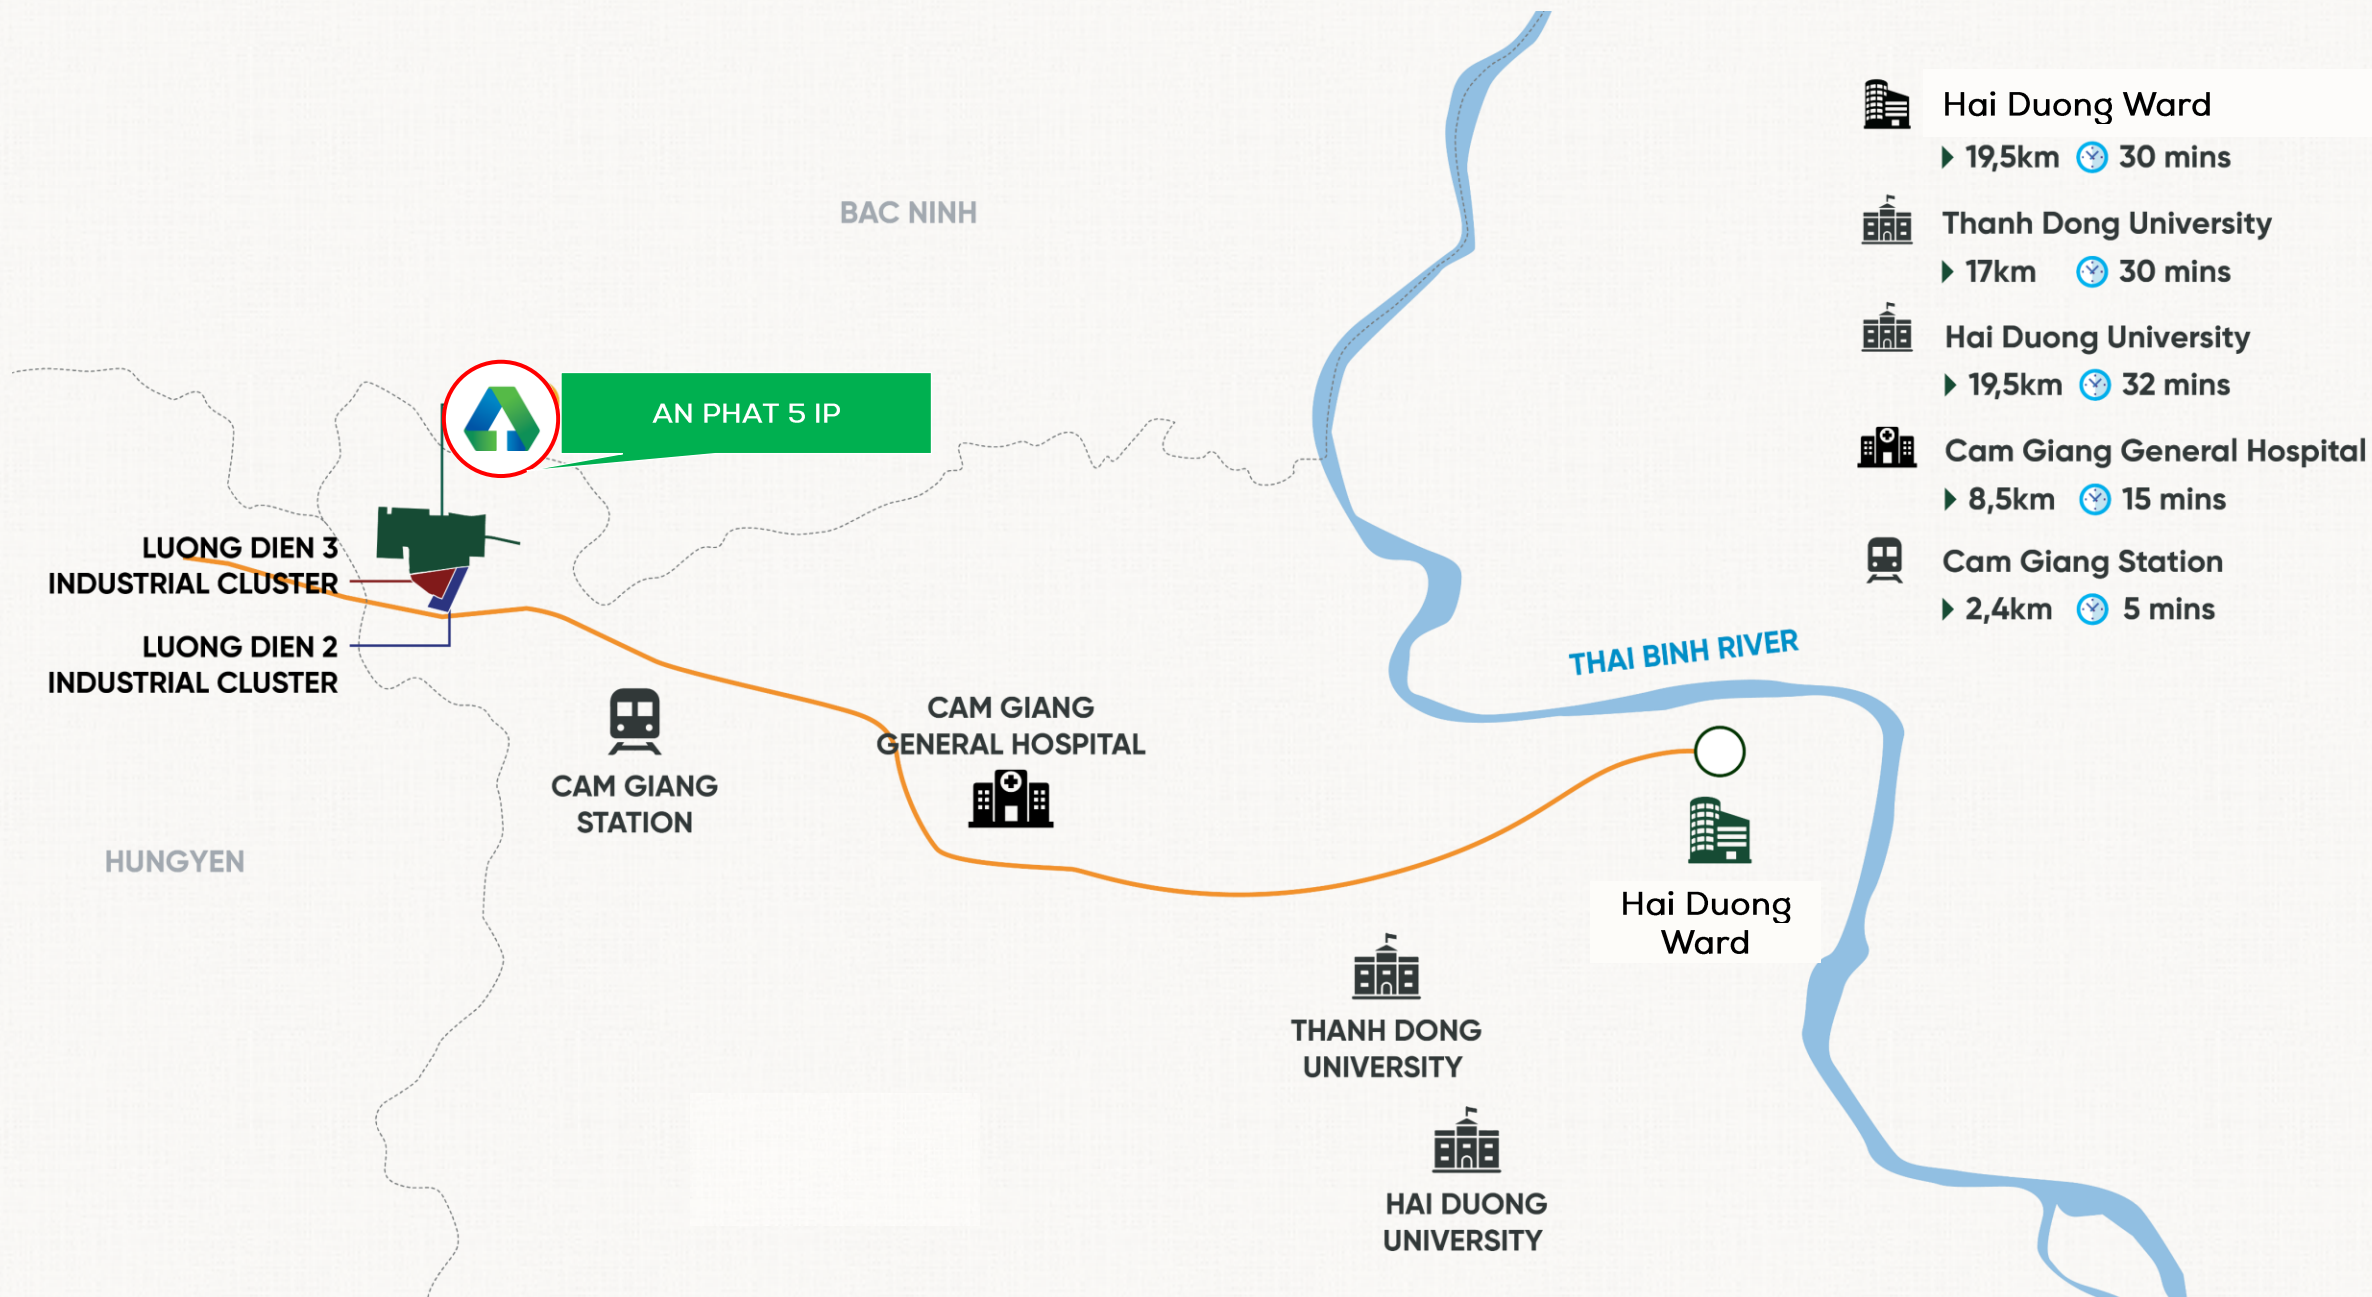 Hai Duong Ward
19,5km 30 mins
Thanh Dong University
17km 30 mins
Hai Duong University
19,5km 32 mins
Cam Giang General Hospital
8,5km 15 mins
Cam Giang Station
2,4km 5 mins
BAC NINH
AN PHAT 5 IP
LUONG DIEN 3
INDUSTRIAL CLUSTER
LUONG DIEN 2
INDUSTRIAL CLUSTER
THAI BINH RIVER
CAM GIANG
GENERAL HOSPITAL
CAM GIANG
STATION
HUNGYEN
Hai Duong
Ward
THANH DONG
UNIVERSITY
HAI DUONG
UNIVERSITY